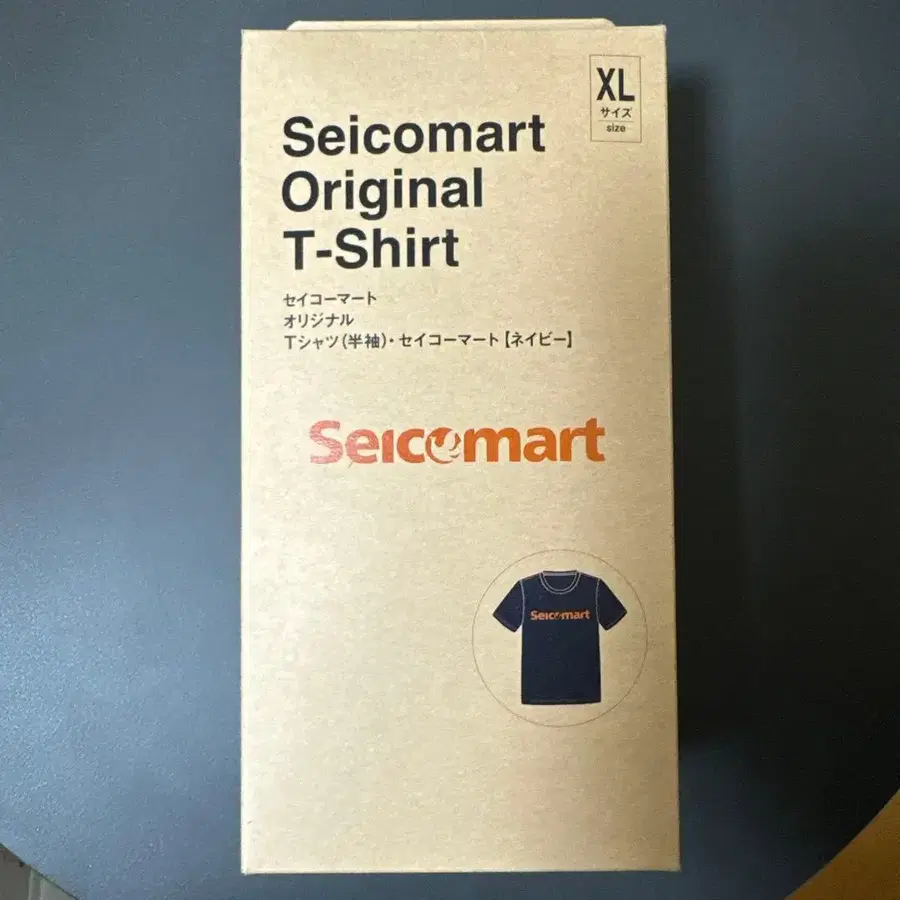 XL
サイズ
size
Seicomart
Original
T-Shirt
セイコーマート
オリジナル
Tシャツ(半袖)・セイコーマート【ネイビー】
Seicomart
Seicomart